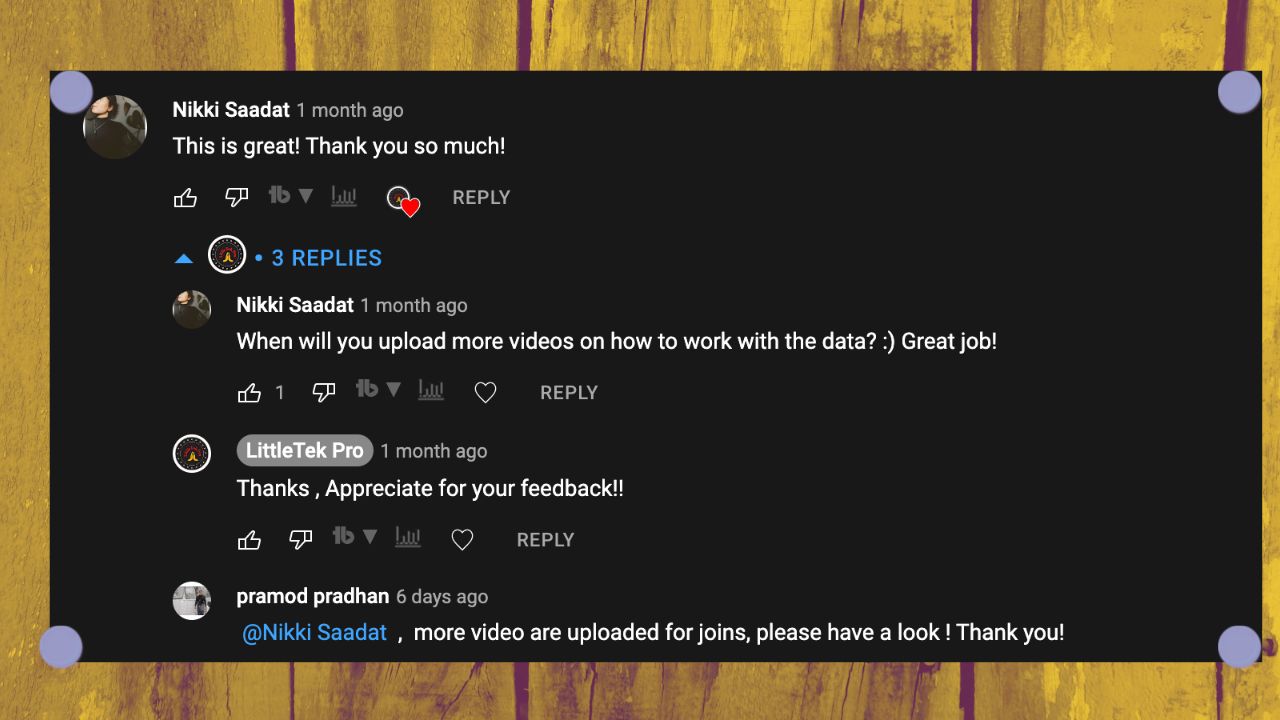 Nikki Saadat 1 month ago
This is great! Thank you so much!
REPLY
• 3 REPLIES
Nikki Saadat 1 month ago
When will you upload more videos on how to work with the data? :) Great job!
1 REPLY
LittleTek Pro 1 month ago
Thanks , Appreciate for your feedback!!
REPLY
pramod pradhan 6 days ago
@Nikki Saadat , more video are uploaded for joins, please have a look ! Thank you!